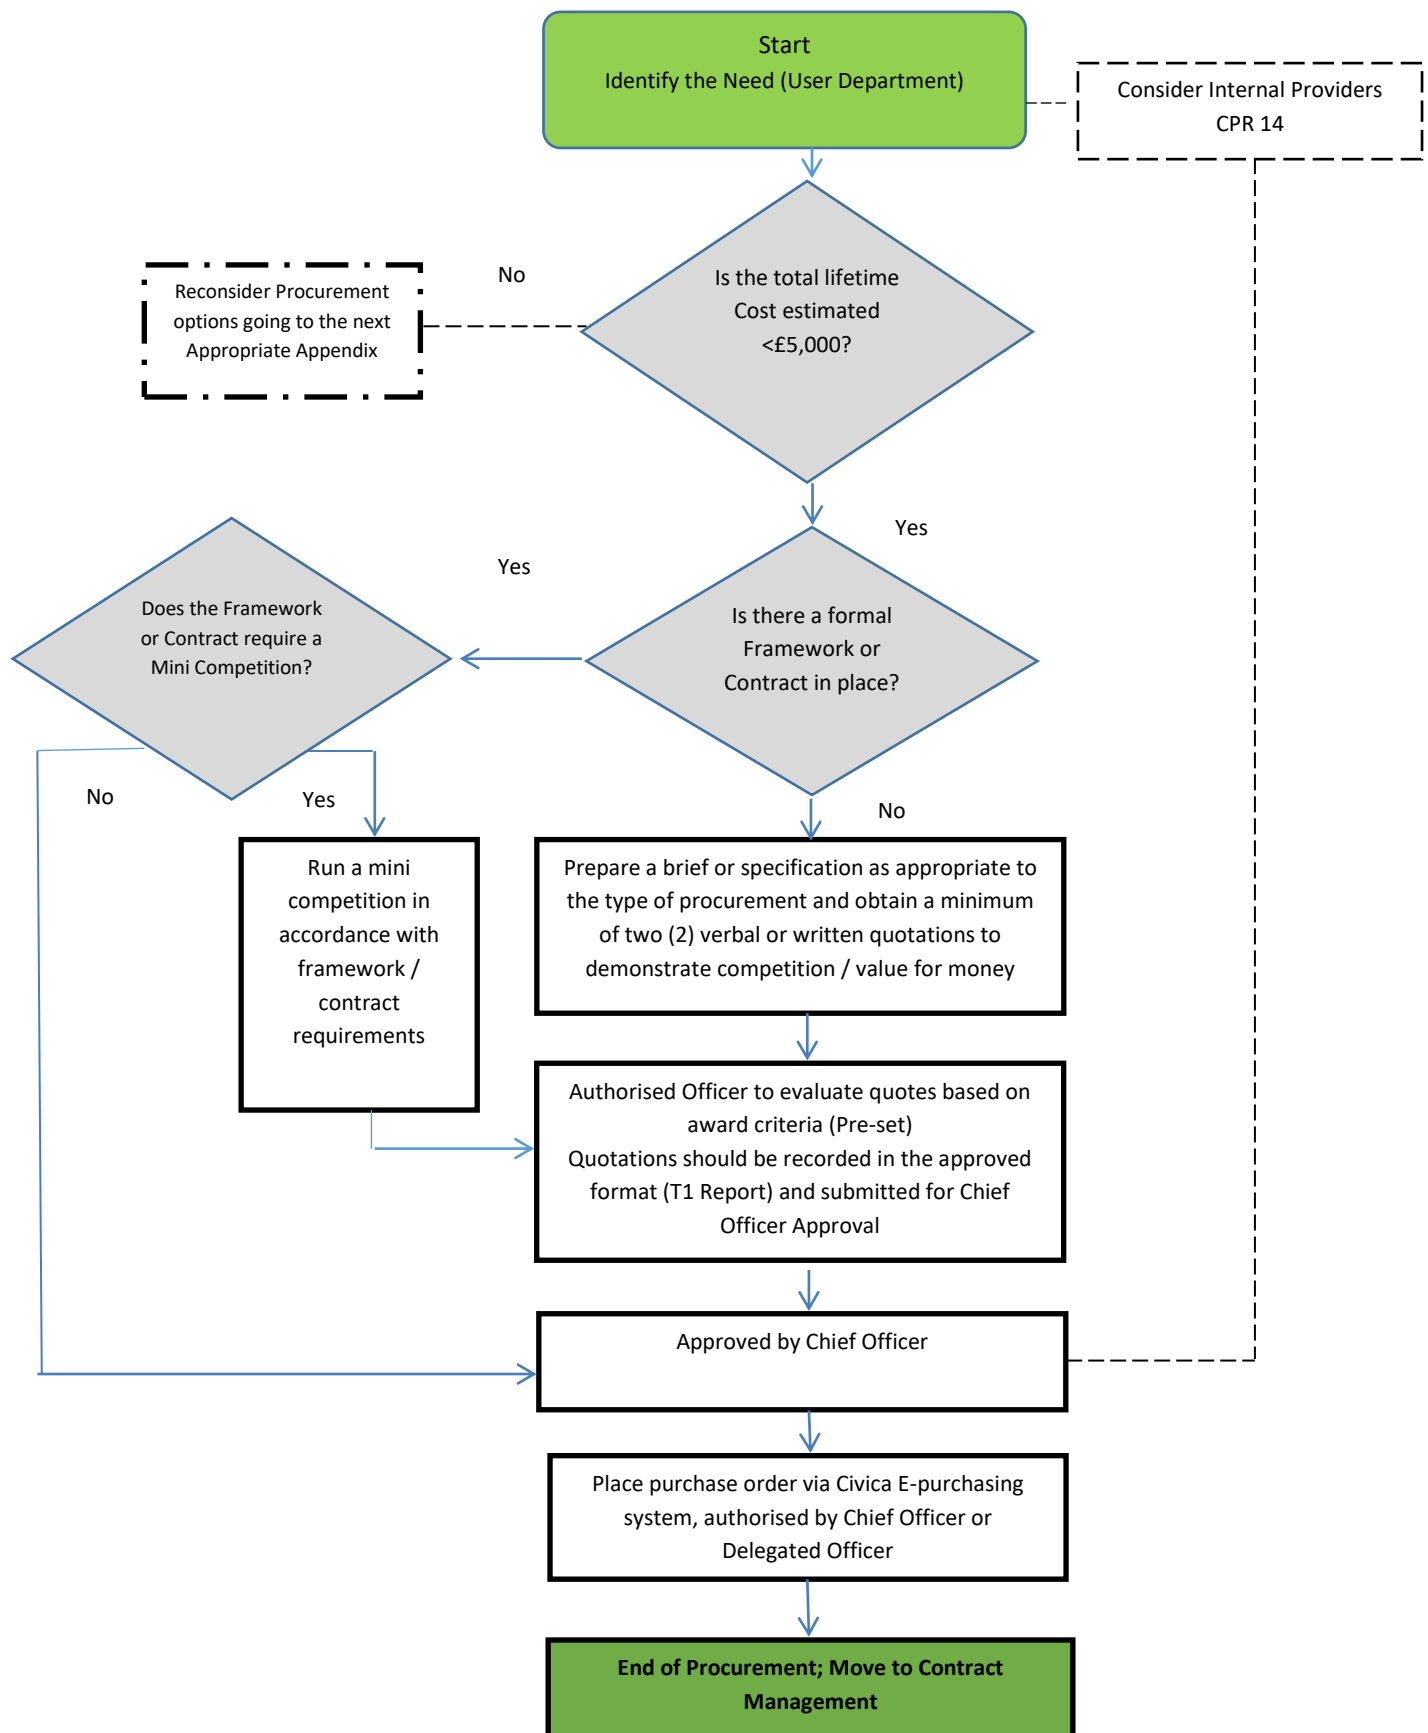 Start
Identify the Need (User Department)
Consider Internal Providers
CPR 14
Is the total lifetime
Cost estimated
<£5,000?
No
Reconsider Procurement
options going to the next
Appropriate Appendix
Yes
Is there a formal
Framework or
Contract in place?
Yes
Does the Framework
or Contract require a
Mini Competition?
No
Yes
No
Run a mini
competition in
accordance with
framework /
contract
requirements
Prepare a brief or specification as appropriate to
the type of procurement and obtain a minimum
of two (2) verbal or written quotations to
demonstrate competition / value for money
Authorised Officer to evaluate quotes based on
award criteria (Pre-set)
Quotations should be recorded in the approved
format (T1 Report) and submitted for Chief
Officer Approval
Approved by Chief Officer
Place purchase order via Civica E-purchasing
system, authorised by Chief Officer or
Delegated Officer
End of Procurement; Move to Contract
Management